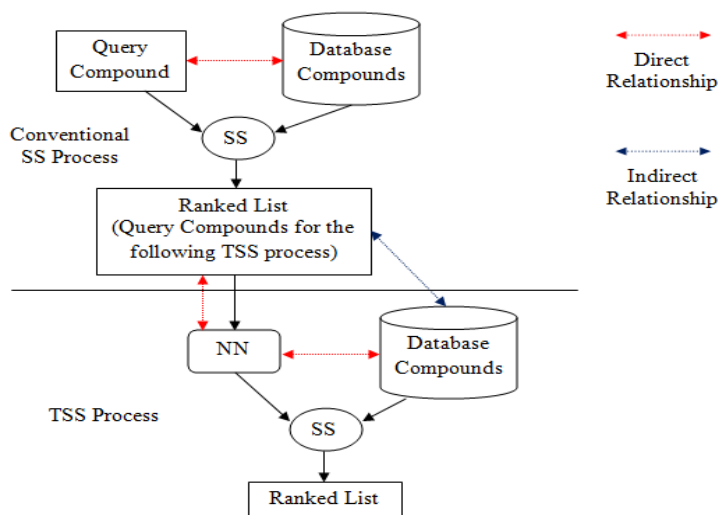 Query
Compound
Database
Compounds
Direct
Relationship
Conventional
SS Process
SS
Indirect
Relationship
Ranked List
(Query Compounds for the
following TSS process)
NN
Database
Compounds
TSS Process
SS
Ranked List